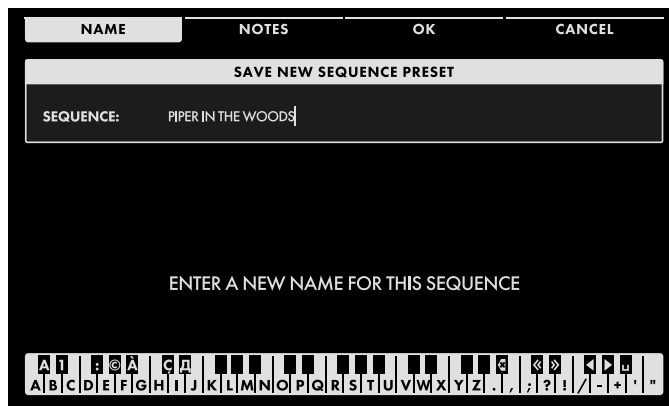 NAME NOTES OK CANCEL
SAVE NEW SEQUENCE PRESET
SEQUENCE: PIPER IN THE WOODS
ENTER A NEW NAME FOR THIS SEQUENCE
A 1 : © À Ç Д « » ◀ ▶ ␣
A B C D E F G H I J K L M N O P Q R S T U V W X Y Z . , ; ? ! / - + ' "